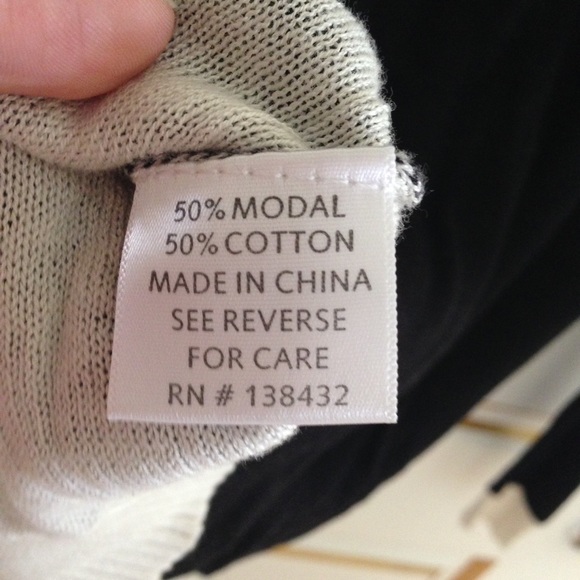 50% MODAL
50% COTTON
MADE IN CHINA
SEE REVERSE
FOR CARE
RN # 138432